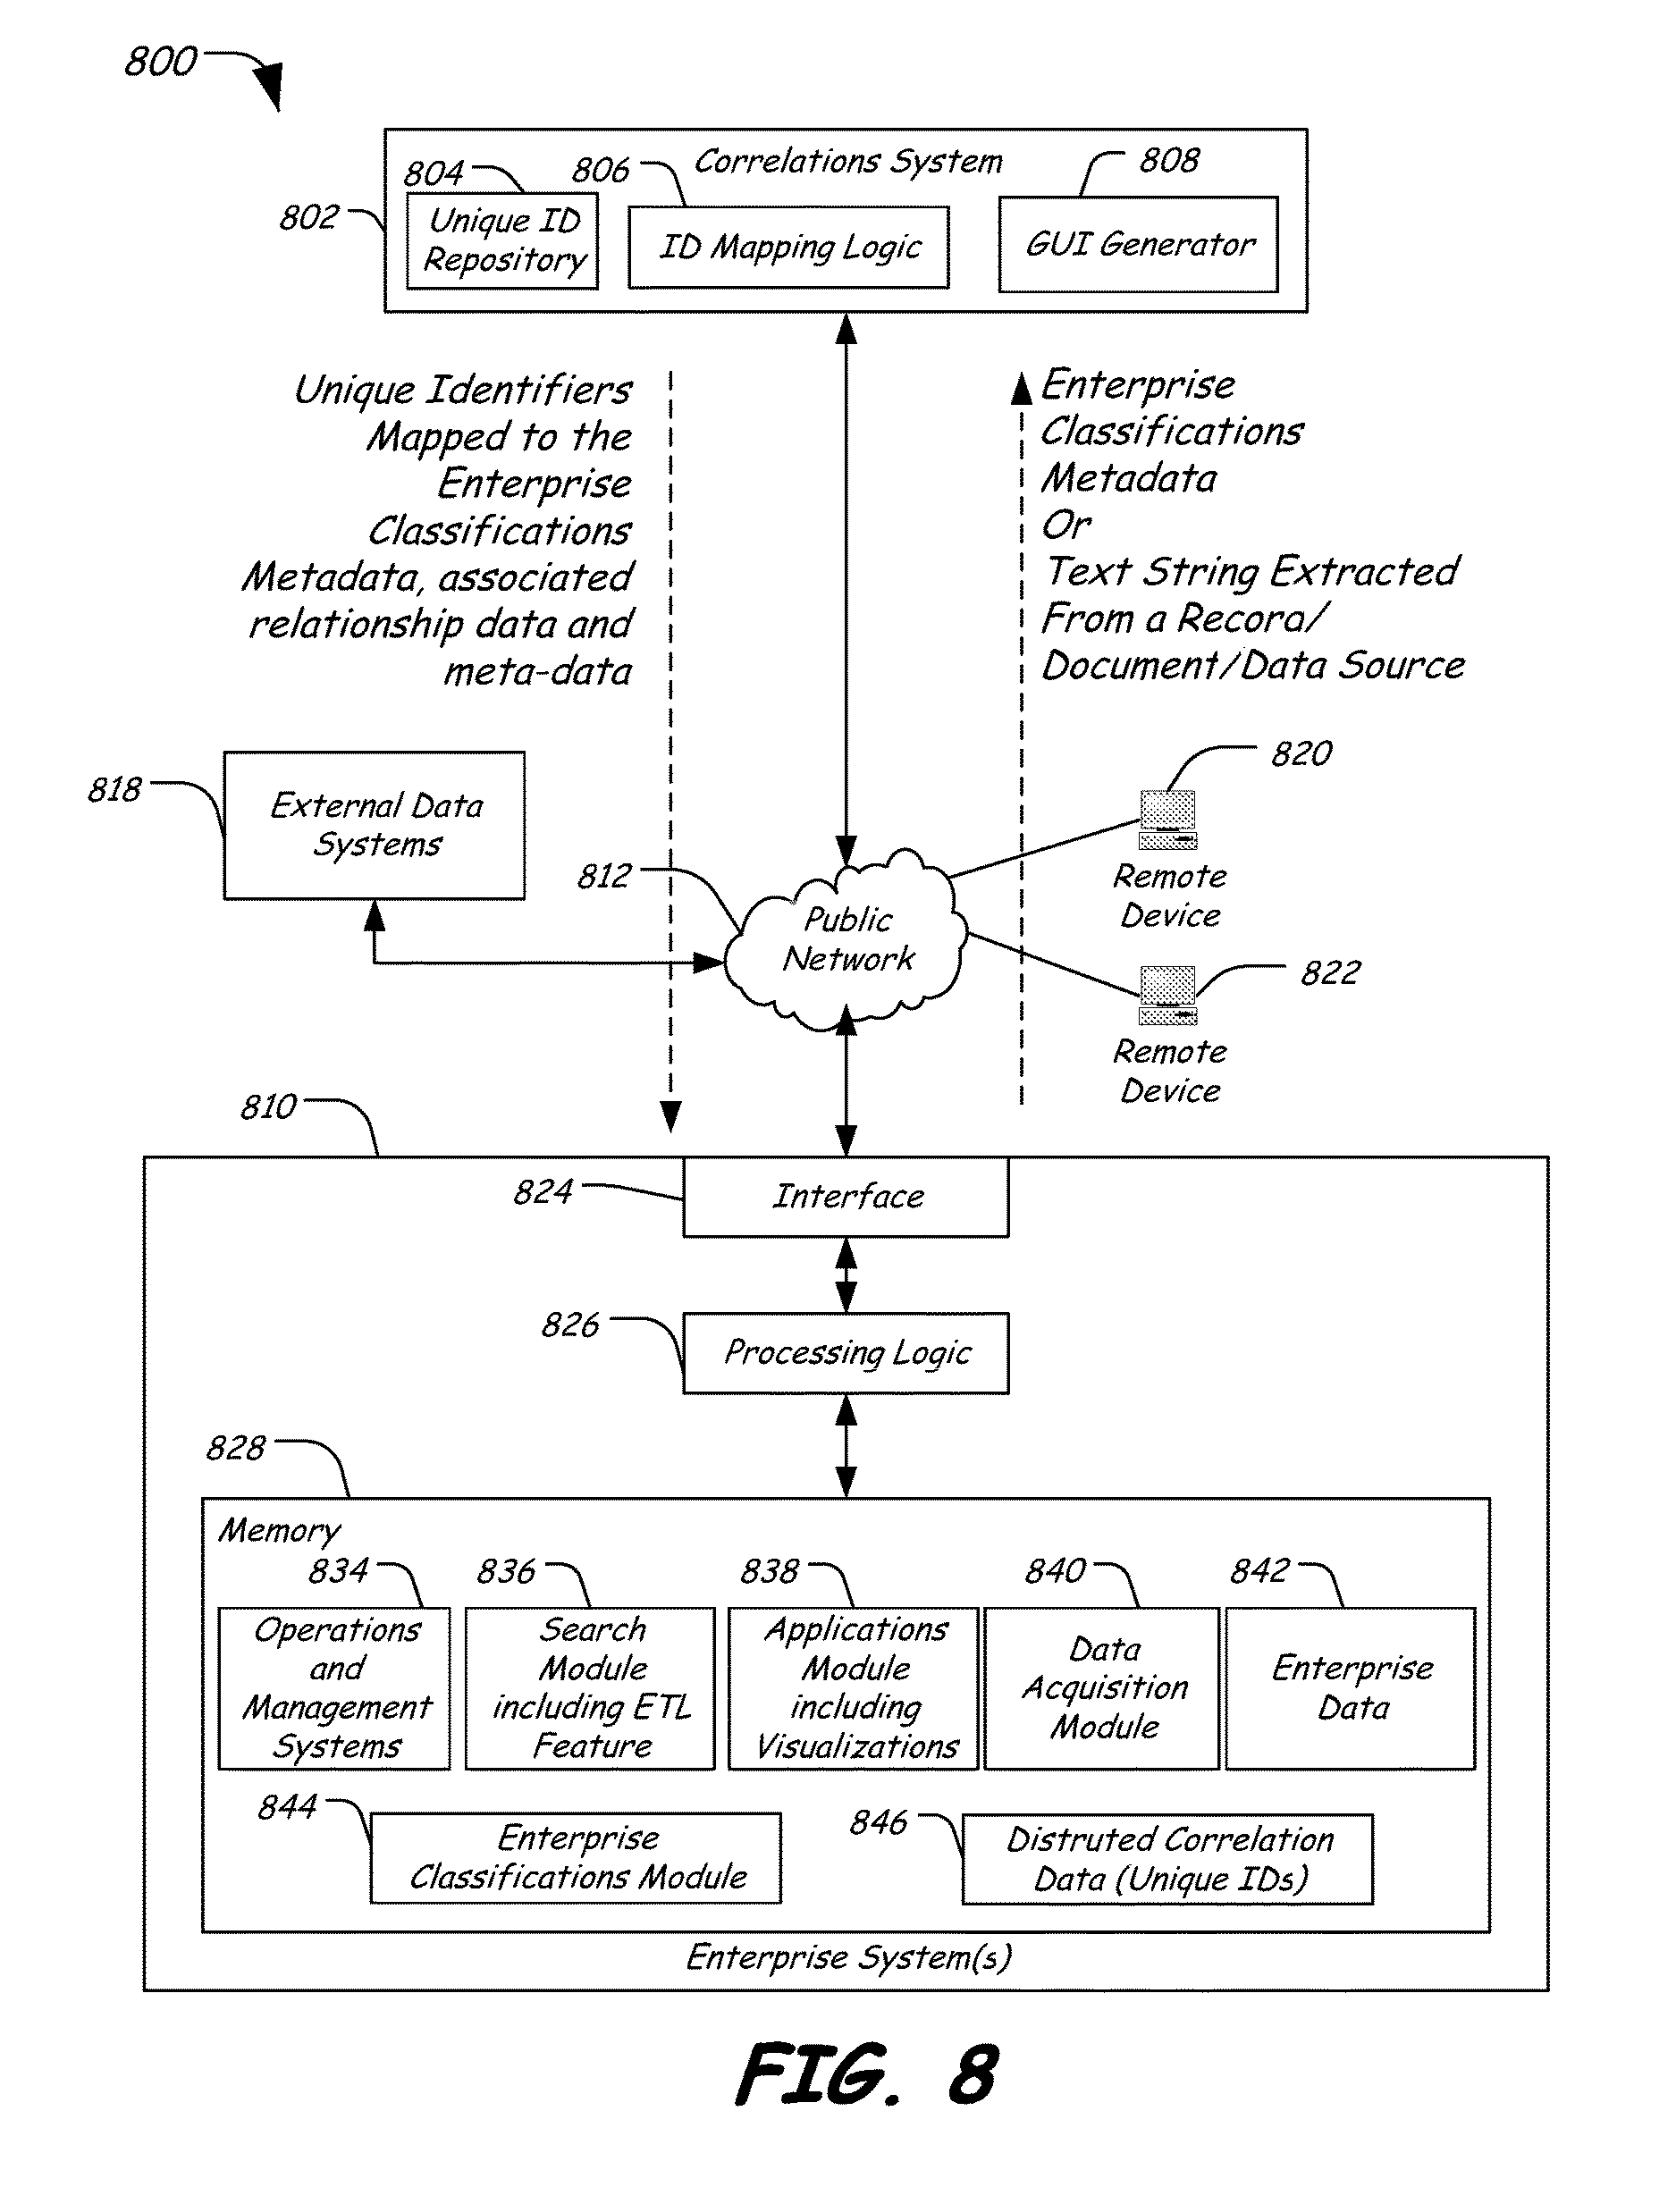 800
Correlations System
802
804
Unique ID
Repository
806
ID Mapping Logic
808
GUI Generator
Unique Identifiers
Mapped to the
Enterprise
Classifications
Metadata, associated
relationship data and
meta-data
Enterprise
Classifications
Metadata
Or
Text String Extracted
From a Recora/
Document/Data Source
818
External Data
Systems
812
Public
Network
820
Remote
Device
822
Remote
Device
810
824
Interface
826
Processing Logic
828
Memory
834
Operations
and
Management
Systems
836
Search
Module
including ETL
Feature
838
Applications
Module
including
Visualizations
840
Data
Acquisition
Module
842
Enterprise
Data
844
Enterprise
Classifications Module
846
Distruted Correlation
Data (Unique IDs)
Enterprise System(s)
FIG. 8